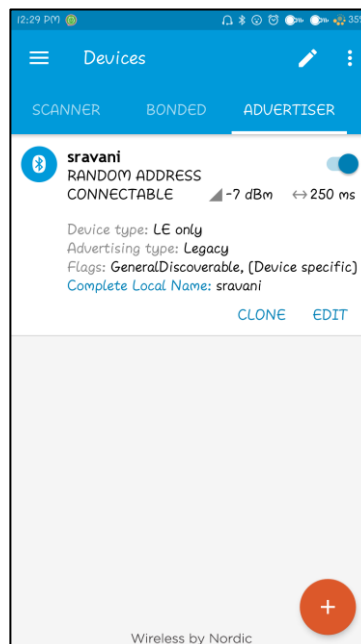 12:29 PM 35%
Devices
SCANNER BONDED ADVERTISER
sravani
RANDOM ADDRESS
CONNECTABLE -7 dBm 250 ms
Device type: LE only
Advertising type: Legacy
Flags: GeneralDiscoverable, [Device specific]
Complete Local Name: sravani
CLONE EDIT
Wireless by Nordic